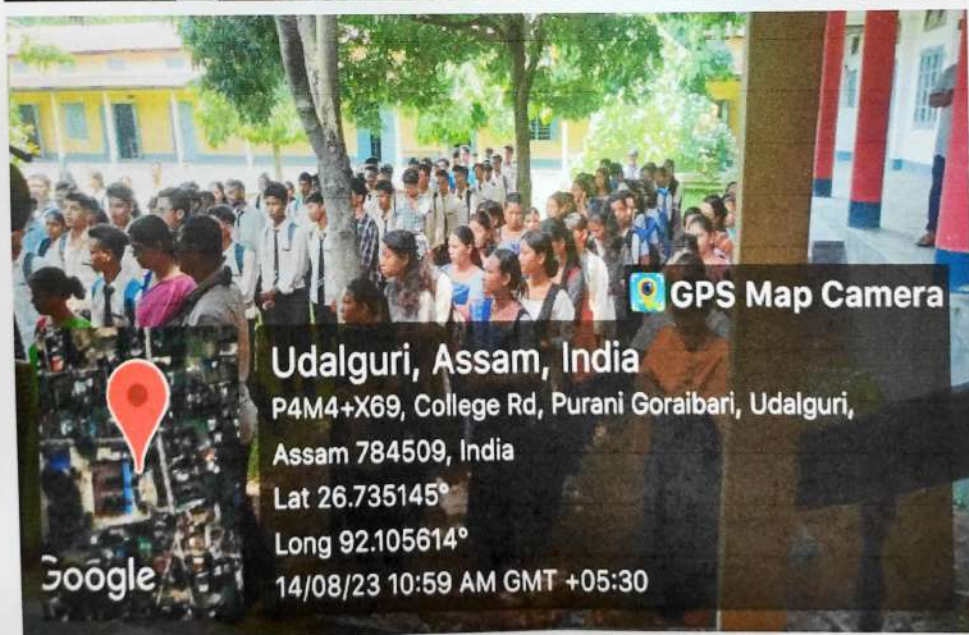 GPS Map Camera
Udalguri, Assam, India
P4M4+X69, College Rd, Purani Goraibari, Udalguri,
Assam 784509, India
Lat 26.735145°
Long 92.105614°
14/08/23 10:59 AM GMT +05:30
Google